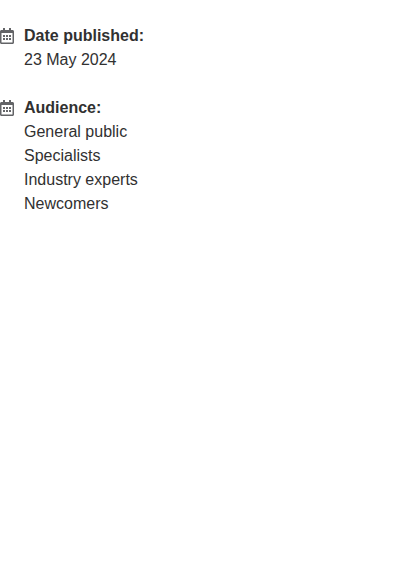 Date published:
23 May 2024
Audience:
General public
Specialists
Industry experts
Newcomers